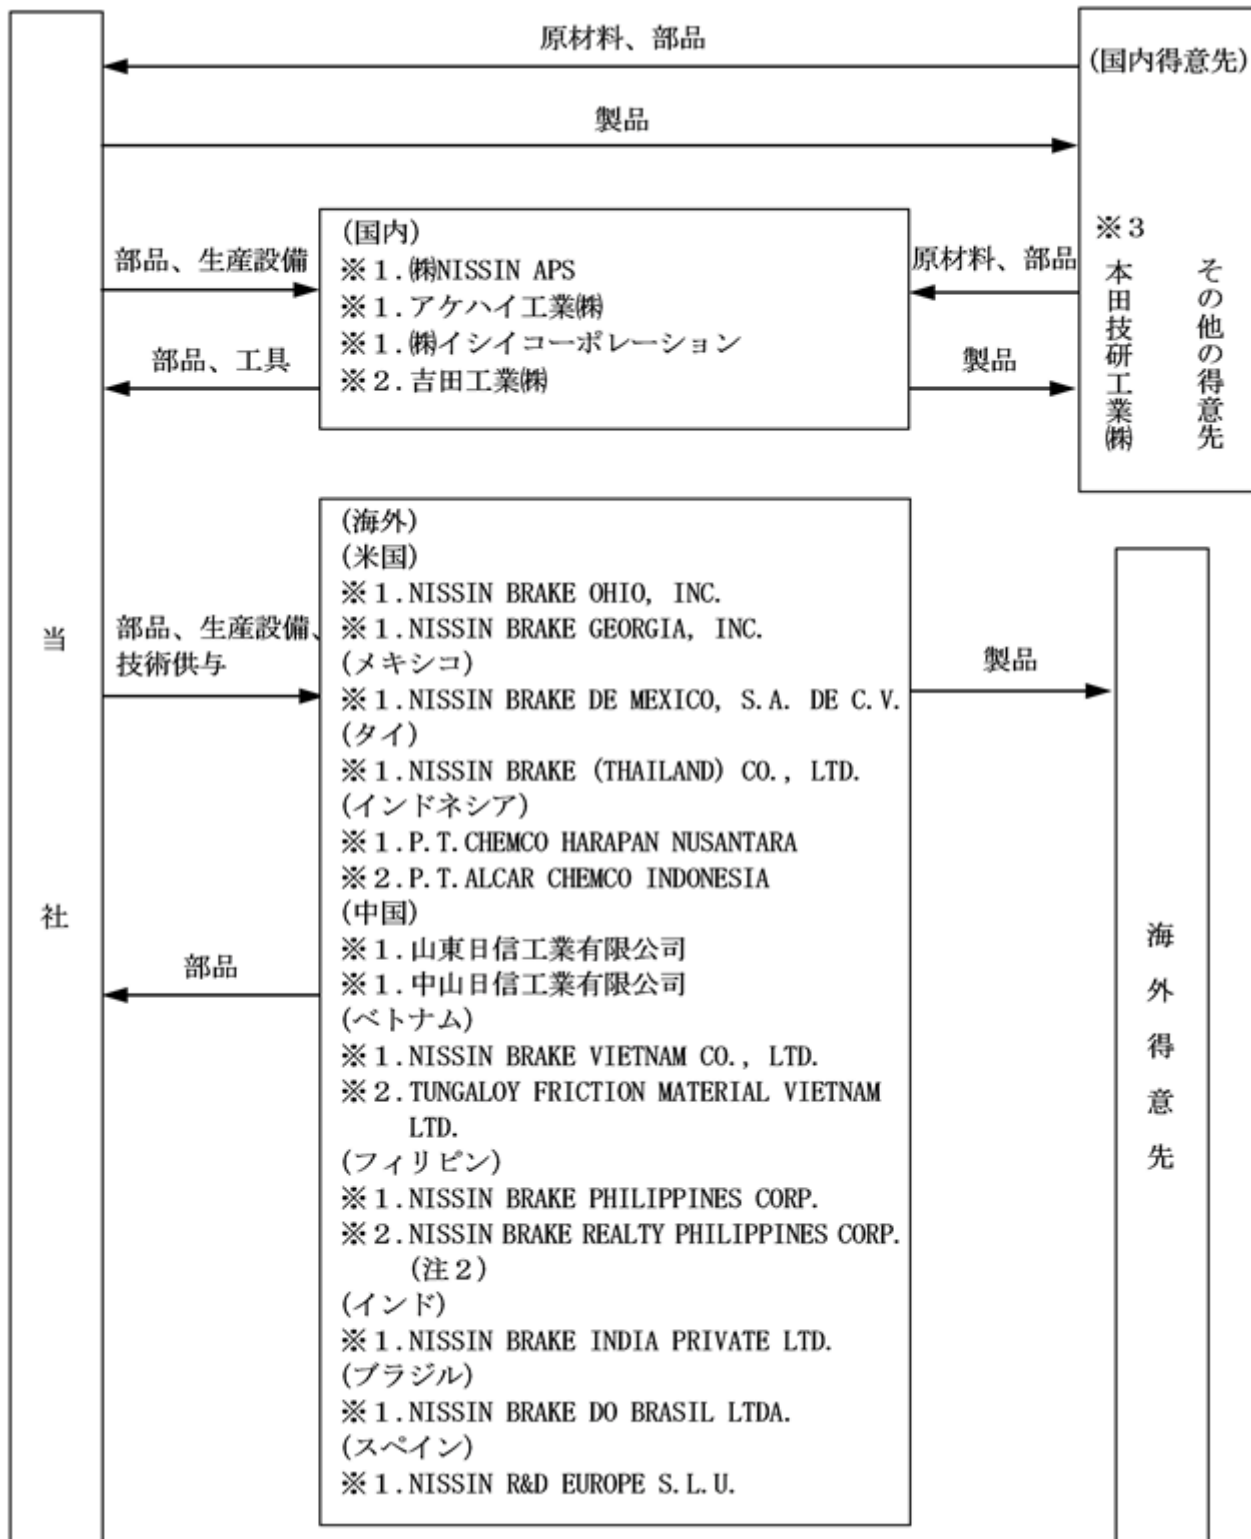 原材料、部品
(国内得意先)
製品
※３
本田技研工業㈱
その他の得意先
(国内)
※１.㈱NISSIN APS
※１.アケハイ工業㈱
※１.㈱イシイコーポレーション
※２.吉田工業㈱
部品、生産設備
部品、工具
原材料、部品
製品
当社
(海外)
(米国)
※１.NISSIN BRAKE OHIO, INC.
※１.NISSIN BRAKE GEORGIA, INC.
(メキシコ)
※１.NISSIN BRAKE DE MEXICO, S.A. DE C.V.
(タイ)
※１.NISSIN BRAKE (THAILAND) CO., LTD.
(インドネシア)
※１.P.T.CHEMCO HARAPAN NUSANTARA
※２.P.T.ALCAR CHEMCO INDONESIA
(中国)
※１.山東日信工業有限公司
※１.中山日信工業有限公司
(ベトナム)
※１.NISSIN BRAKE VIETNAM CO., LTD.
※２.TUNGALOY FRICTION MATERIAL VIETNAM
LTD.
(フィリピン)
※１.NISSIN BRAKE PHILIPPINES CORP.
※２.NISSIN BRAKE REALTY PHILIPPINES CORP.
(注２)
(インド)
※１.NISSIN BRAKE INDIA PRIVATE LTD.
(ブラジル)
※１.NISSIN BRAKE DO BRASIL LTDA.
(スペイン)
※１.NISSIN R&D EUROPE S.L.U.
部品、生産設備、
技術供与
部品
製品
海外得意先